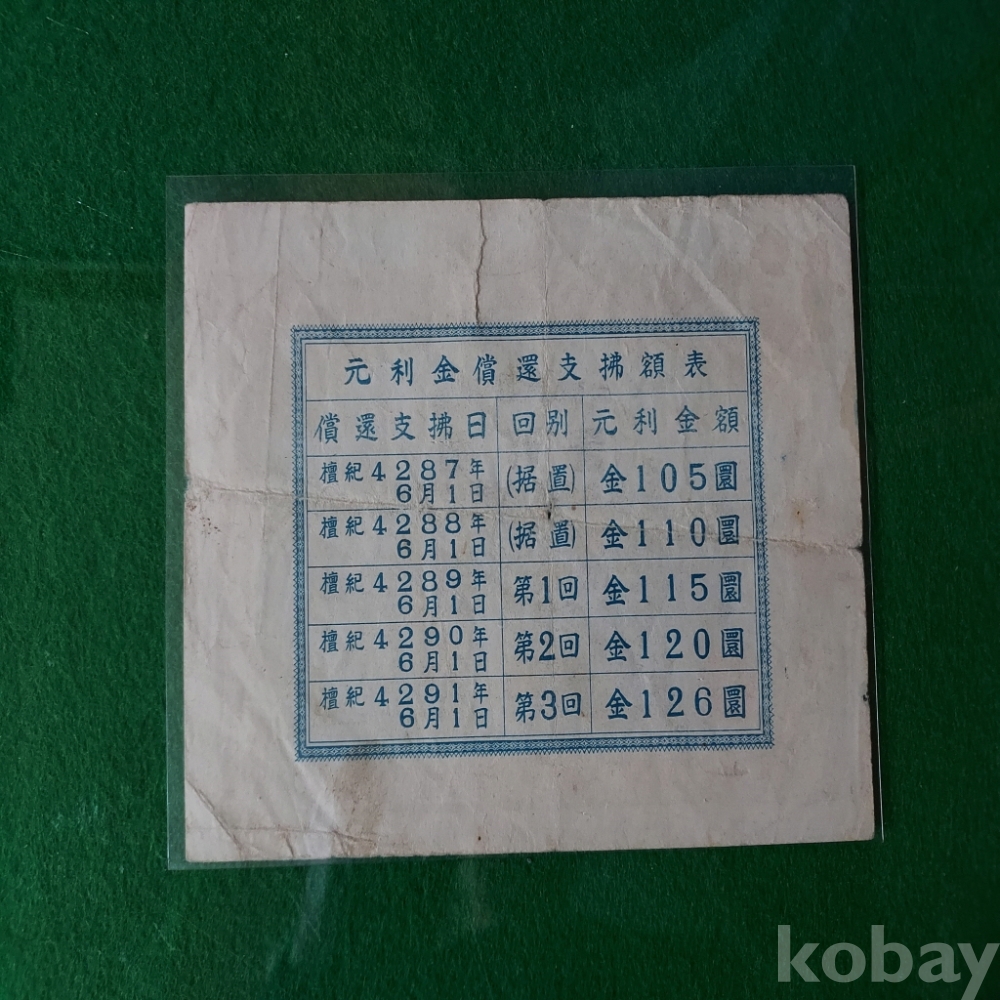 元利金償還支拂額表
償還支拂日 回別 元利金額
檀紀4287年6月1日 (据置) 金105圜
檀紀4288年6月1日 (据置) 金110圜
檀紀4289年6月1日 第1回 金115圜
檀紀4290年6月1日 第2回 金120圜
檀紀4291年6月1日 第3回 金126圜
kobay